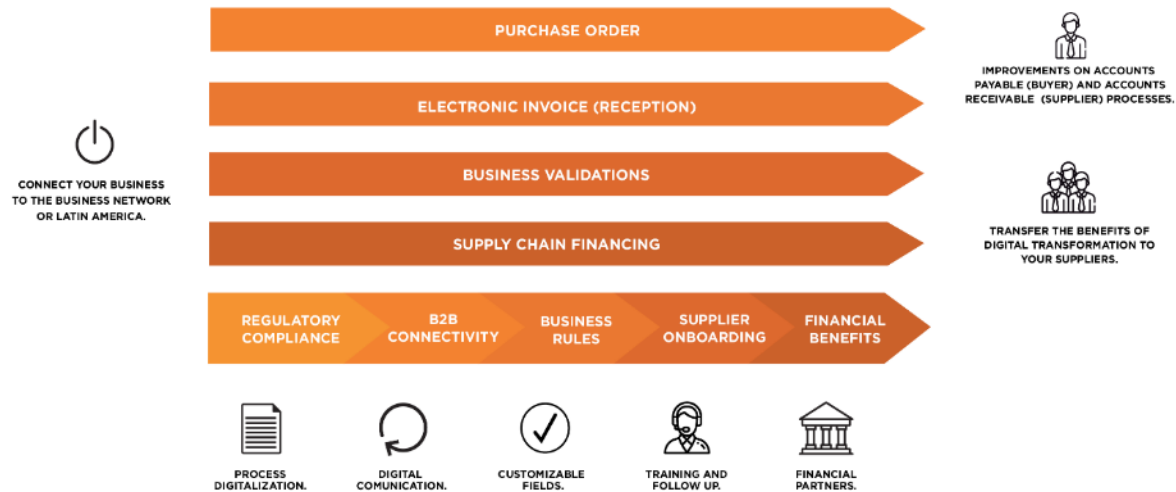 PURCHASE ORDER
ELECTRONIC INVOICE (RECEPTION)
BUSINESS VALIDATIONS
SUPPLY CHAIN FINANCING
CONNECT YOUR BUSINESS
TO THE BUSINESS NETWORK
OR LATIN AMERICA.
IMPROVEMENTS ON ACCOUNTS
PAYABLE (BUYER) AND ACCOUNTS
RECEIVABLE (SUPPLIER) PROCESSES.
TRANSFER THE BENEFITS OF
DIGITAL TRANSFORMATION TO
YOUR SUPPLIERS.
REGULATORY
COMPLIANCE
B2B
CONNECTIVITY
BUSINESS
RULES
SUPPLIER
ONBOARDING
FINANCIAL
BENEFITS
PROCESS
DIGITALIZATION.
DIGITAL
COMUNICATION.
CUSTOMIZABLE
FIELDS.
TRAINING AND
FOLLOW UP.
FINANCIAL
PARTNERS.